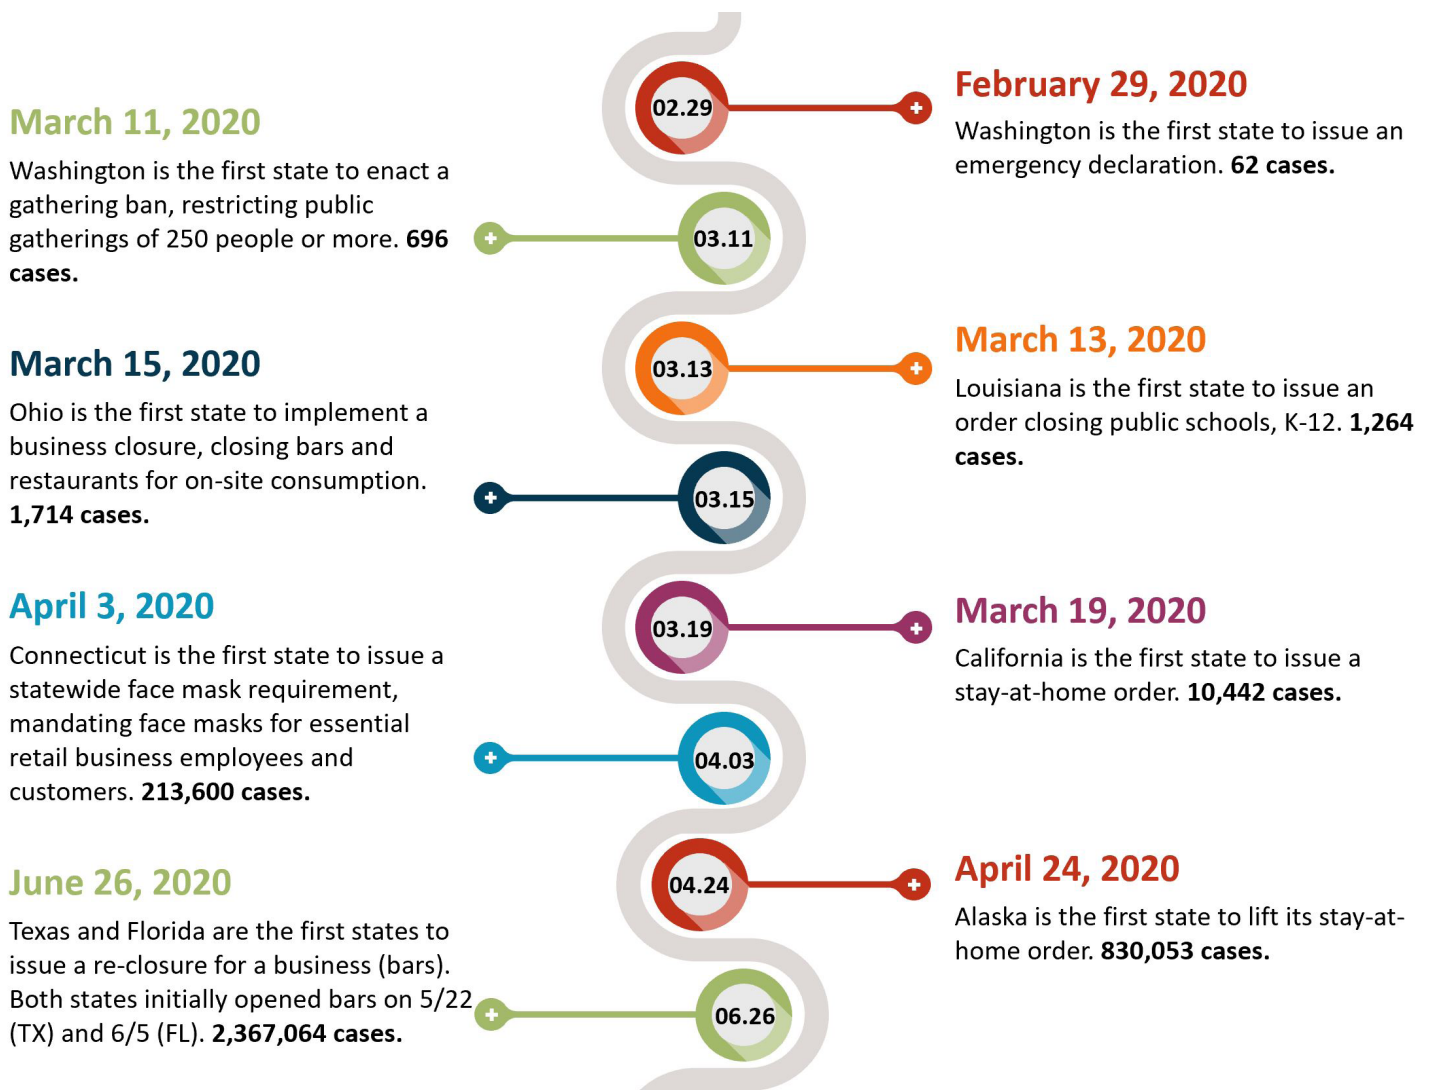 02.29
February 29, 2020
Washington is the first state to issue an
emergency declaration. 62 cases.
March 11, 2020
Washington is the first state to enact a
gathering ban, restricting public
gatherings of 250 people or more. 696
cases.
03.11
03.13
March 13, 2020
Louisiana is the first state to issue an
order closing public schools, K-12. 1,264
cases.
March 15, 2020
Ohio is the first state to implement a
business closure, closing bars and
restaurants for on-site consumption.
1,714 cases.
03.15
03.19
March 19, 2020
California is the first state to issue a
stay-at-home order. 10,442 cases.
April 3, 2020
Connecticut is the first state to issue a
statewide face mask requirement,
mandating face masks for essential
retail business employees and
customers. 213,600 cases.
04.03
04.24
April 24, 2020
Alaska is the first state to lift its stay-at-
home order. 830,053 cases.
June 26, 2020
Texas and Florida are the first states to
issue a re-closure for a business (bars).
Both states initially opened bars on 5/22
(TX) and 6/5 (FL). 2,367,064 cases.
06.26